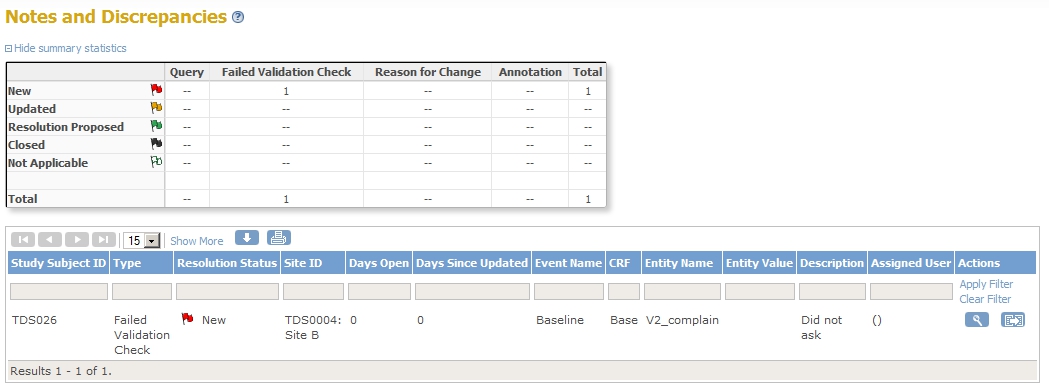 Notes and Discrepancies
Hide summary statistics
Query Failed Validation Check Reason for Change Annotation Total
New -- 1 -- -- 1
Updated -- -- -- -- --
Resolution Proposed -- -- -- -- --
Closed -- -- -- -- --
Not Applicable -- -- -- -- --
Total -- 1 -- -- 1
15 Show More
Study Subject ID Type Resolution Status Site ID Days Open Days Since Updated Event Name CRF Entity Name Entity Value Description Assigned User Actions
Apply Filter
Clear Filter
TDS026 Failed New TDS0004: 0 0 Baseline Base V2_complain Did not ()
Validation Site B ask
Check
Results 1 - 1 of 1.